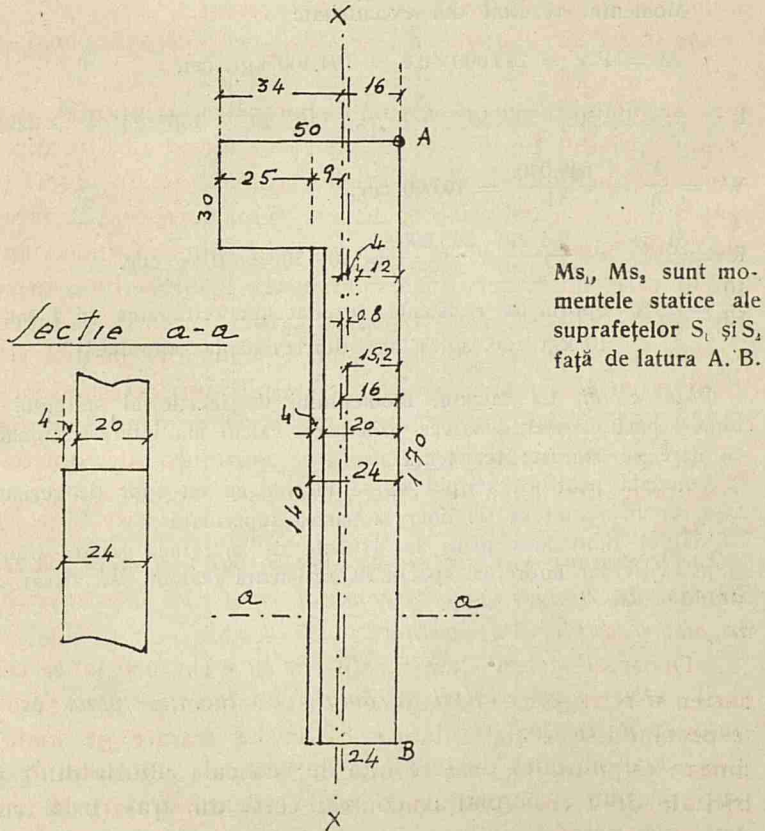 X
34
16
50
A
25
9
30
4
12
0.8
15,2
16
4
20
24
170
140
a
a
24
B
X
Secție a-a
4
20
24
Ms₁, Ms₂ sunt mo-
mentele statice ale
suprafețelor S₁ și S₂
față de latura A. B.